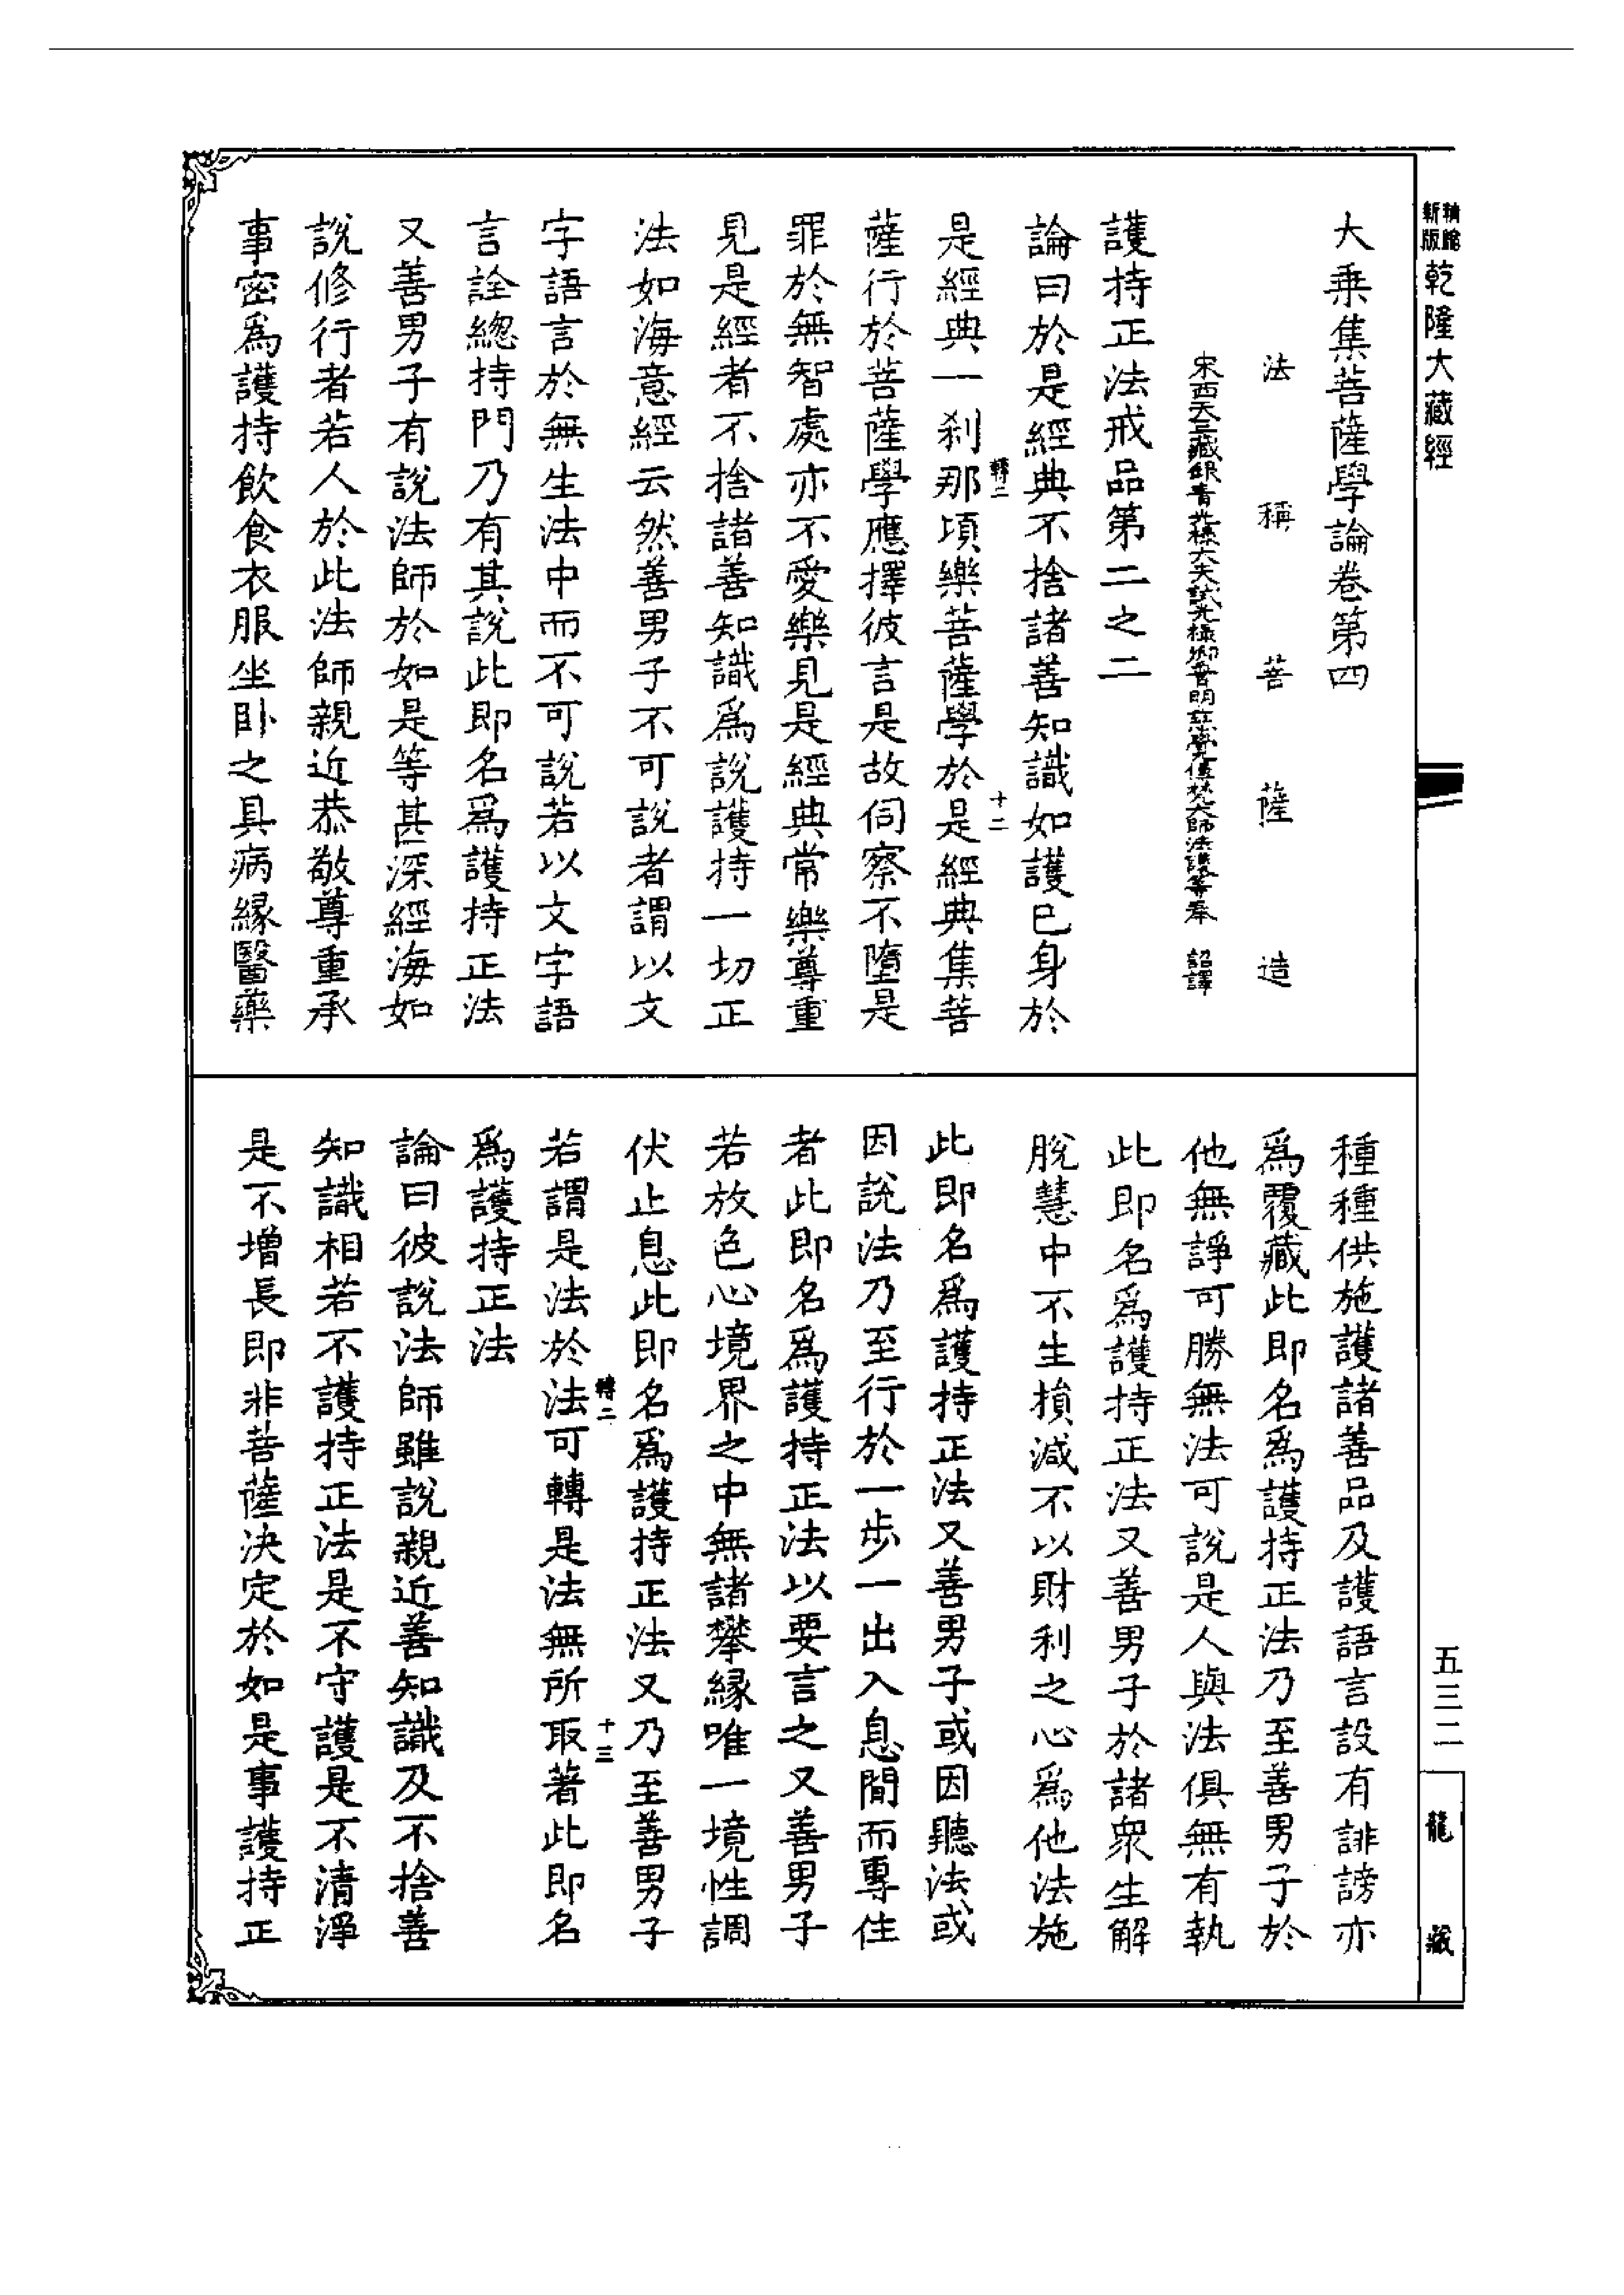 新縮
版館
乾隆大藏經
大乗集菩薩學論卷第四
法稱菩薩造
宋西天三藏銀青光祿大夫試光祿卿普明慈覺傳梵大師法護等奉 詔譯
護持正法戒品第二之二
論曰於是經典不捨諸善知識如護已身於
是經典一刹那頃樂菩薩學於是經典集菩
薩行於菩薩學應擇彼言是故伺察不墮是
罪於無智處亦不愛樂見是經典常樂尊重
見是經者不捨諸善知識爲說護持一切正
法如海意經云然善男子不可說者謂以文
字語言於無生法中而不可說若以文字語
言詮總持門乃有其說此即名爲護持正法
又善男子有說法師於如是等甚深經海如
說修行者若人於此法師親近恭敬尊重承
事密爲護持飲食衣服坐卧之具病緣醫藥
轉二
十二
種種供施護諸善品及護語言設有誹謗亦
爲覆藏此即名爲護持正法乃至善男子於
他無諍可勝無法可說是人與法俱無有執
此即名爲護持正法又善男子於諸衆生解
脫慧中不生損減不以財利之心爲他法施
此即名爲護持正法又善男子或因聽法或
因說法乃至行於一步一出入息間而專住
者此即名爲護持正法以要言之又善男子
若放色心境界之中無諸攀緣唯一境性調
伏止息此即名爲護持正法又乃至善男子
若謂是法於法可轉是法無所取著此即名
爲護持正法
論曰彼說法師雖說親近善知識及不捨善
知識相若不護持正法是不守護是不清淨
是不增長即非菩薩決定於如是事護持正
轉二
十三
五三二
龍藏